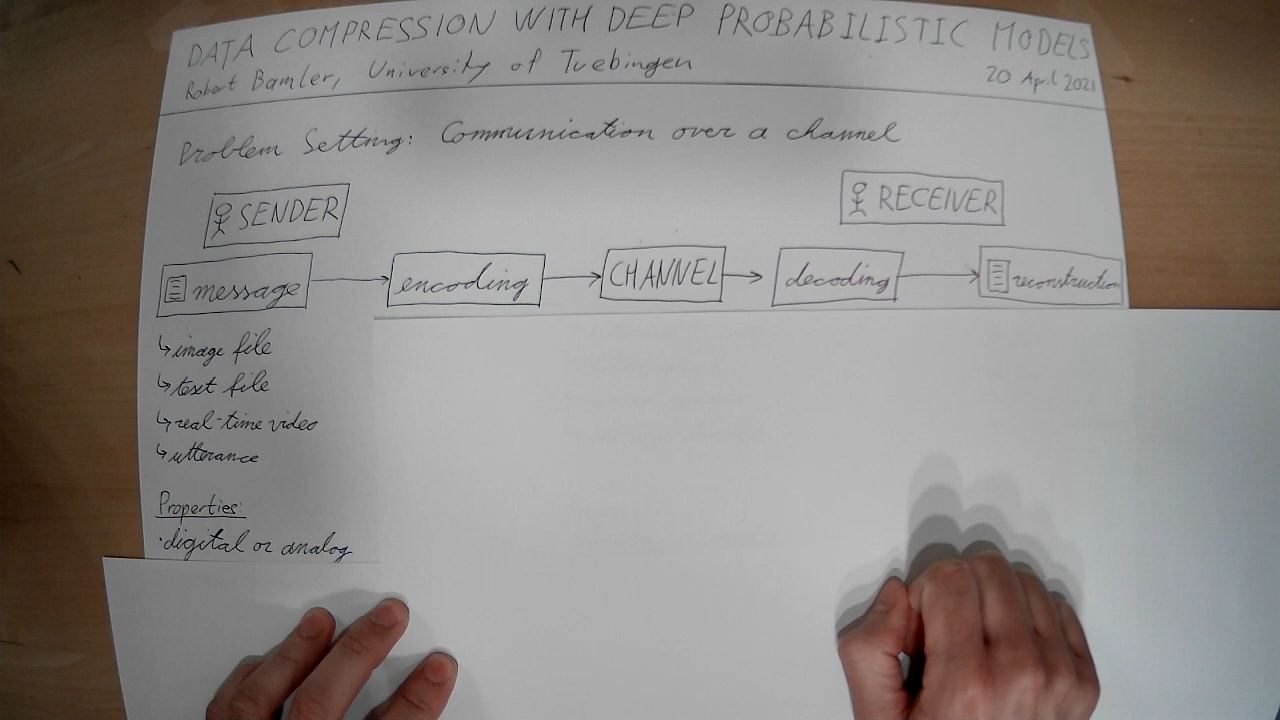 DATA COMPRESSION WITH DEEP PROBABILISTIC MODELS
Robert Bamler, University of Tuebingen
20 April 2021
Problem Setting: Communication over a channel
SENDER
RECEIVER
message
encoding
CHANNEL
decoding
reconstruction
↳ image file
↳ text file
↳ real-time video
↳ utterance
Properties:
· digital or analog